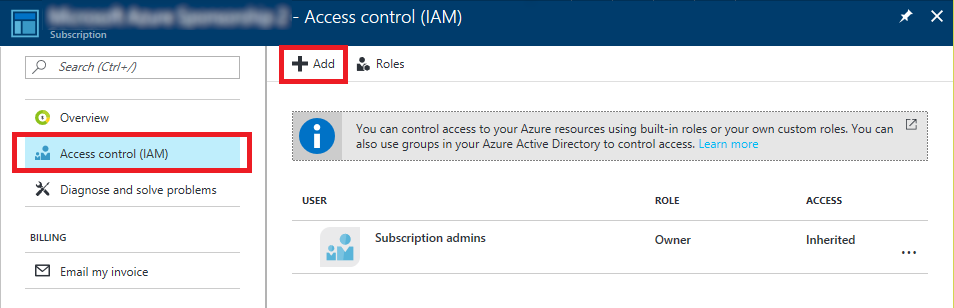 - Access control (IAM)
Subscription
Search (Ctrl+/)
Overview
Access control (IAM)
Diagnose and solve problems
BILLING
Email my invoice
Add
Roles
You can control access to your Azure resources using built-in roles or your own custom roles. You can
also use groups in your Azure Active Directory to control access. Learn more
USER ROLE ACCESS
Subscription admins Owner Inherited